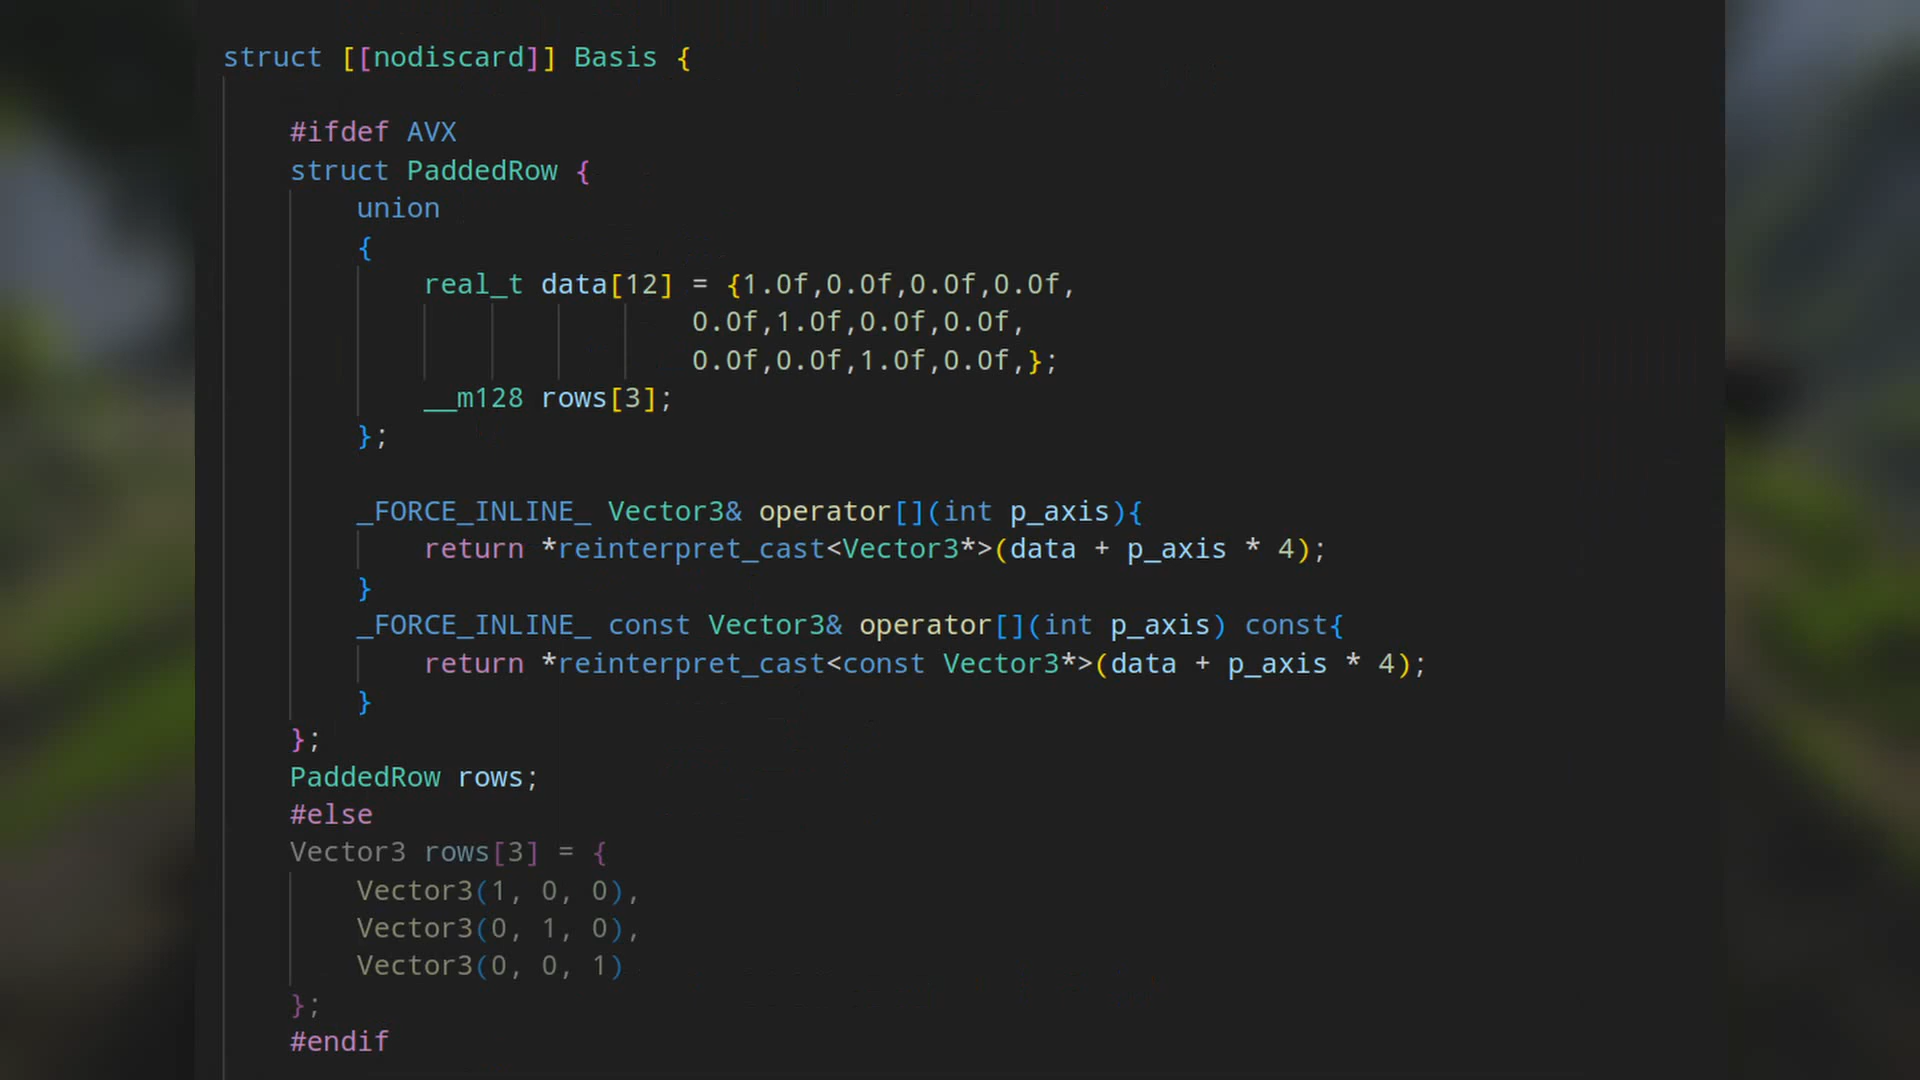 struct [[nodiscard]] Basis {
#ifdef AVX
struct PaddedRow {
union
{
real_t data[12] = {1.0f,0.0f,0.0f,0.0f,
0.0f,1.0f,0.0f,0.0f,
0.0f,0.0f,1.0f,0.0f,};
__m128 rows[3];
};
_FORCE_INLINE_ Vector3& operator[](int p_axis){
return *reinterpret_cast<Vector3*>(data + p_axis * 4);
}
_FORCE_INLINE_ const Vector3& operator[](int p_axis) const{
return *reinterpret_cast<const Vector3*>(data + p_axis * 4);
}
};
PaddedRow rows;
#else
Vector3 rows[3] = {
Vector3(1, 0, 0),
Vector3(0, 1, 0),
Vector3(0, 0, 1)
};
#endif